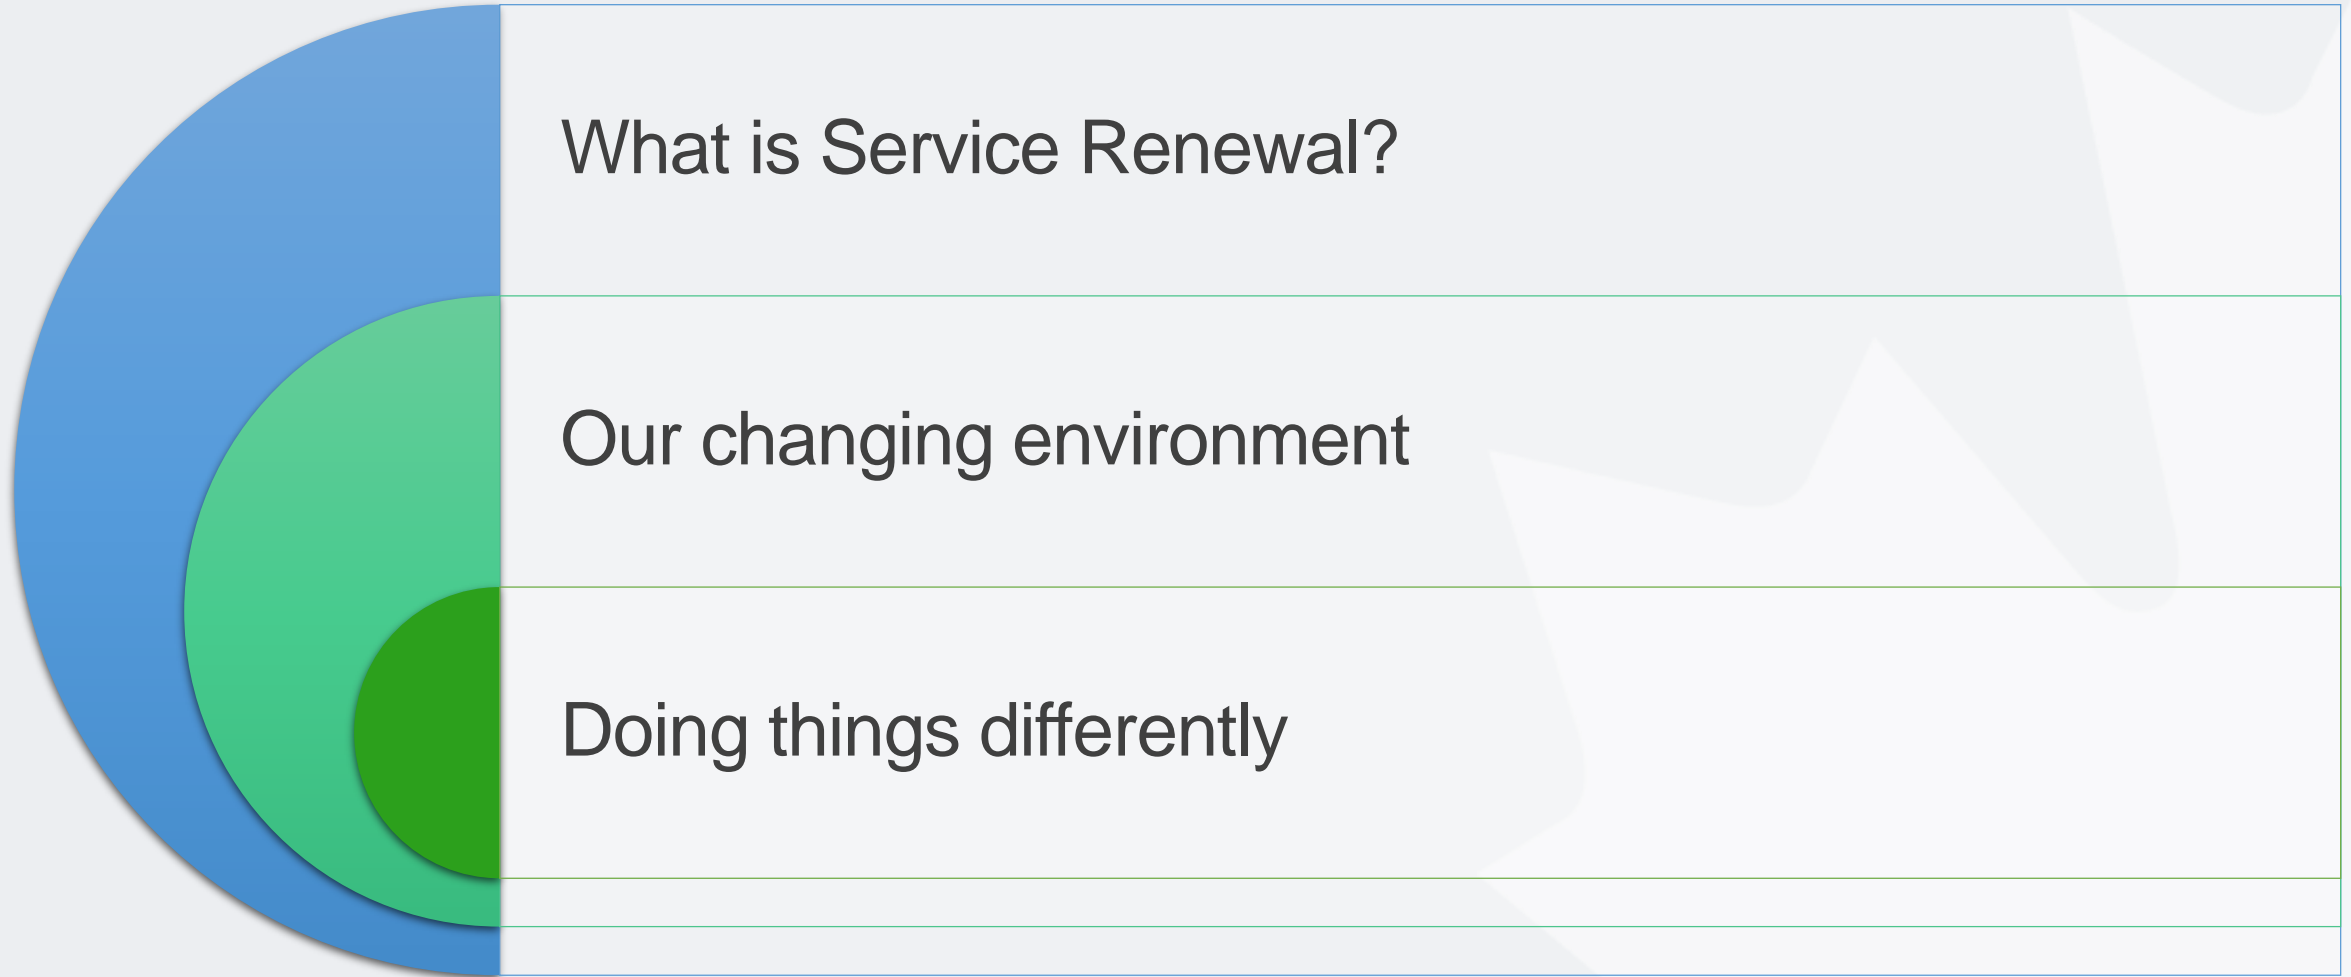 What is Service Renewal?
Our changing environment
Doing things differently